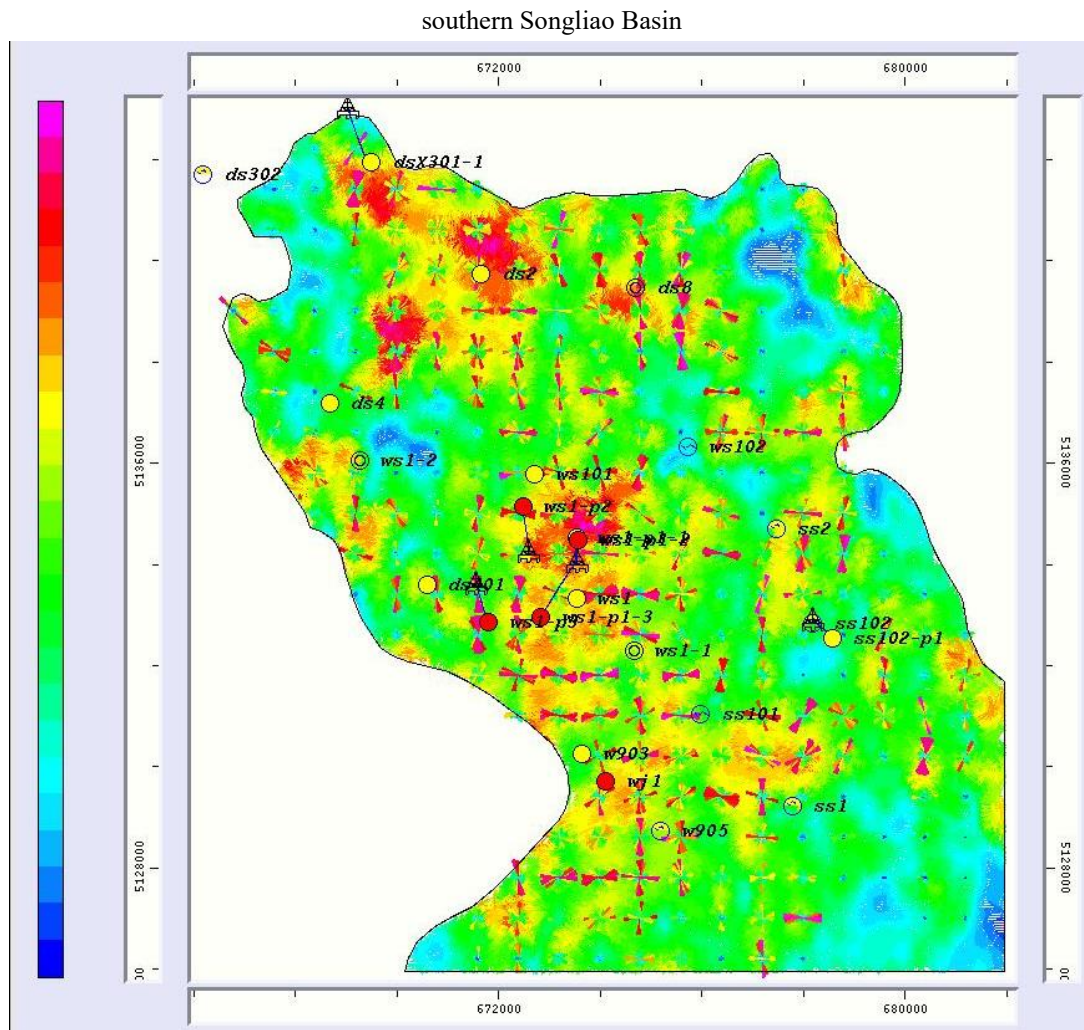 southern Songliao Basin
672000
680000
dsX301-1
ds302
ds2
ds8
ds4
5136000
5136000
ws1-2
ws102
ws101
ws1-p2
ss2
ws1
ws1-p1-3
ss102
ss102-p1
ws1-1
ss101
w903
wj1
ss1
w905
5128000
5128000
672000
680000